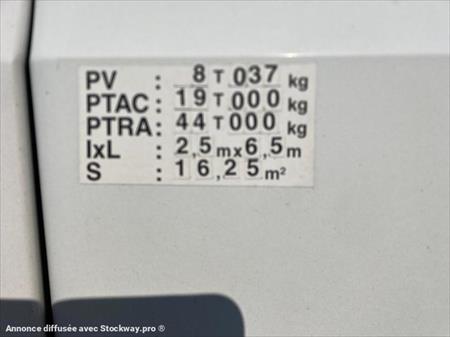 PV : 8 T 037 kg
PTAC : 19 T 000 kg
PTRA : 44 T 000 kg
lxL : 2,5 m x 6,5 m
S : 16,25 m²
Annonce diffusée avec Stockway.pro ®